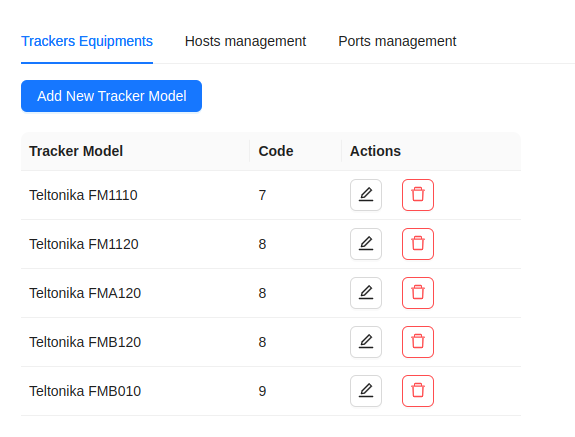 Trackers Equipments Hosts management Ports management
Add New Tracker Model
Tracker Model Code Actions
Teltonika FM1110 7
Teltonika FM1120 8
Teltonika FMA120 8
Teltonika FMB120 8
Teltonika FMB010 9